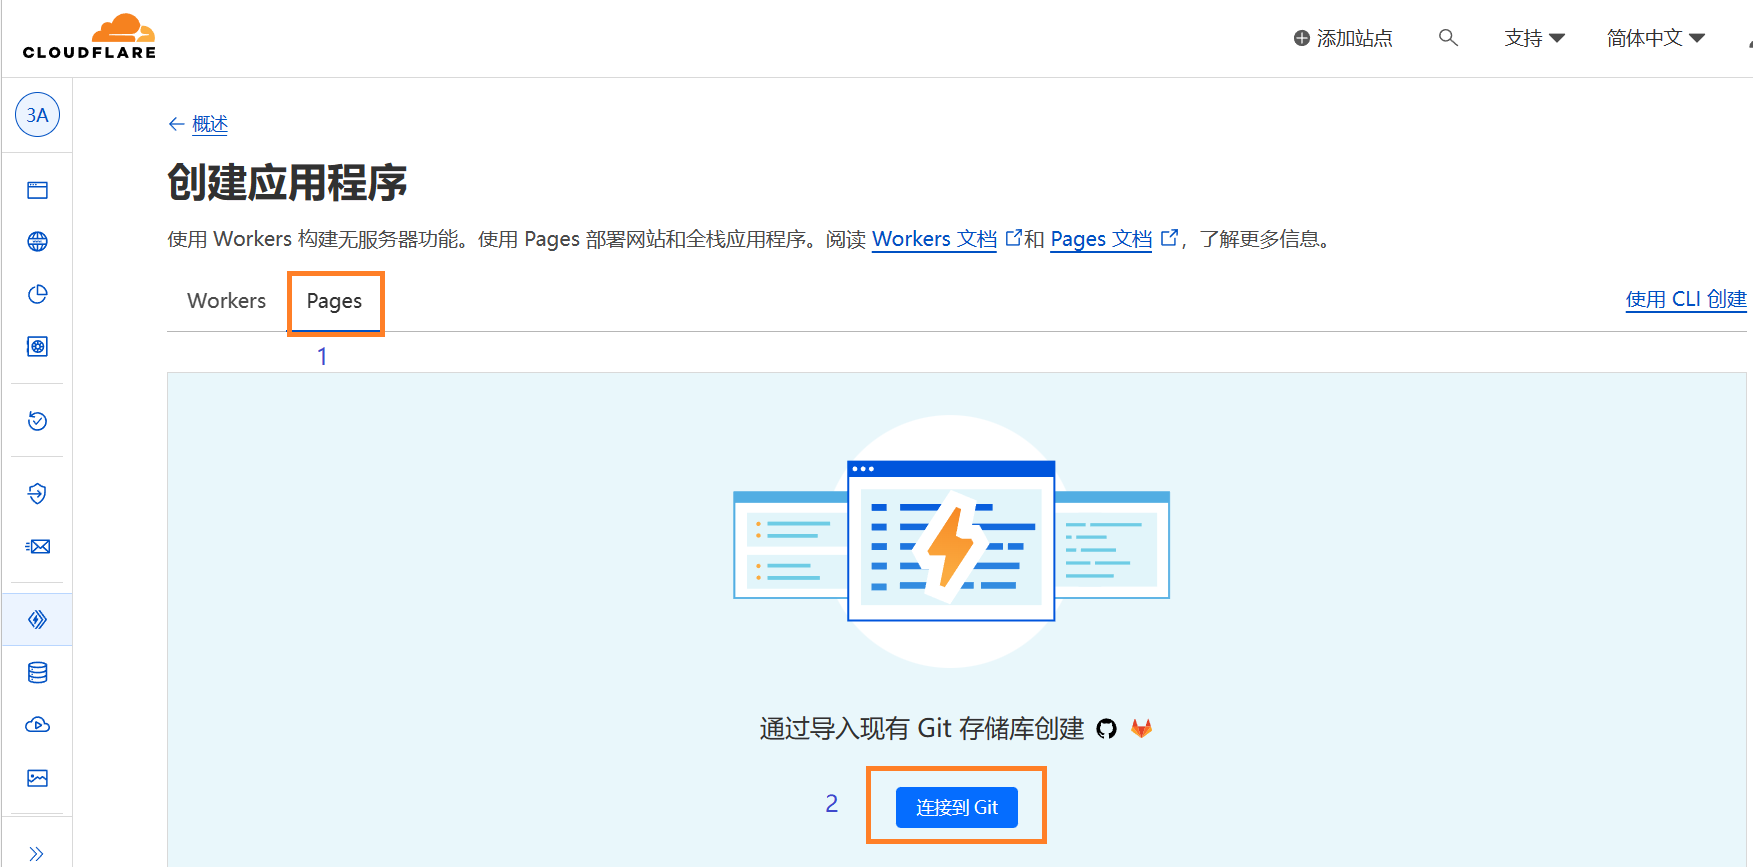 CLOUDFLARE
添加站点
支持
简体中文
3A
概述
创建应用程序
使用 Workers 构建无服务器功能。使用 Pages 部署网站和全栈应用程序。阅读 Workers 文档 和 Pages 文档 ，了解更多信息。
Workers
Pages
使用 CLI 创建
1
通过导入现有 Git 存储库创建
2
连接到 Git